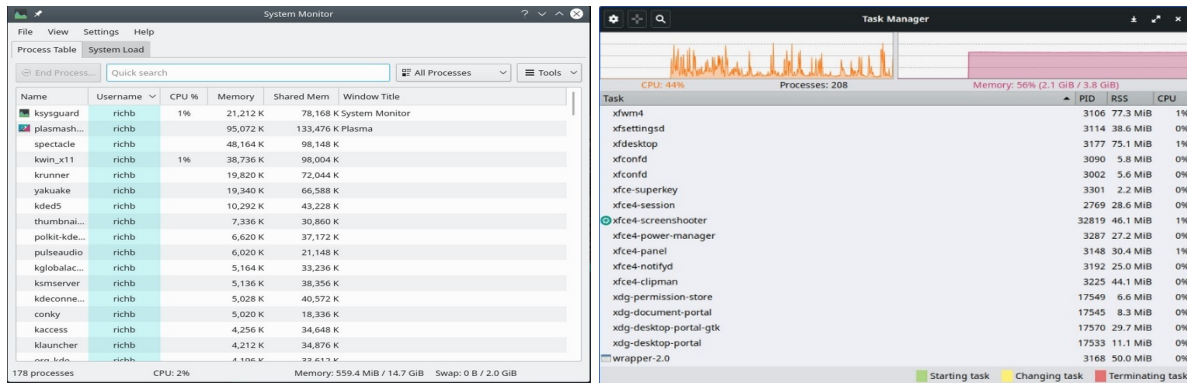 System Monitor
File View Settings Help
Process Table System Load
End Process... Quick search All Processes Tools
Name Username CPU % Memory Shared Mem Window Title
ksysguard richb 1% 21,212 K 78,168 K System Monitor
plasmash... richb 95,072 K 133,476 K Plasma
spectacle richb 48,164 K 98,148 K
kwin_x11 richb 1% 38,736 K 98,004 K
krunner richb 19,820 K 72,044 K
yakuake richb 19,340 K 66,588 K
kded5 richb 10,292 K 43,228 K
thumbnai... richb 7,336 K 30,860 K
polkit-kde... richb 6,620 K 37,172 K
pulseaudio richb 6,020 K 21,148 K
kglobalac... richb 5,164 K 33,236 K
ksmserver richb 5,136 K 38,356 K
kdeconne... richb 5,028 K 40,572 K
conky richb 5,020 K 18,336 K
kaccess richb 4,256 K 34,648 K
klauncher richb 4,212 K 34,876 K
178 processes CPU: 2% Memory: 559.4 MiB / 14.7 GiB Swap: 0 B / 2.0 GiB
Task Manager
CPU: 44% Processes: 208 Memory: 56% (2.1 GiB / 3.8 GiB)
Task PID RSS CPU
xfwm4 3106 77.3 MiB 1%
xfsettingsd 3114 38.6 MiB 0%
xfdesktop 3177 75.1 MiB 1%
xfconfd 3090 5.8 MiB 0%
xfconfd 3002 5.6 MiB 0%
xfce-superkey 3301 2.2 MiB 0%
xfce4-session 2769 28.6 MiB 0%
xfce4-screenshooter 32819 46.1 MiB 1%
xfce4-power-manager 3287 27.2 MiB 0%
xfce4-panel 3148 30.4 MiB 1%
xfce4-notifyd 3192 25.0 MiB 0%
xfce4-clipman 3225 44.1 MiB 0%
xdg-permission-store 17549 6.6 MiB 0%
xdg-document-portal 17545 8.3 MiB 0%
xdg-desktop-portal-gtk 17570 29.7 MiB 0%
xdg-desktop-portal 17533 11.1 MiB 0%
wrapper-2.0 3168 50.0 MiB 0%
Starting task Changing task Terminating task